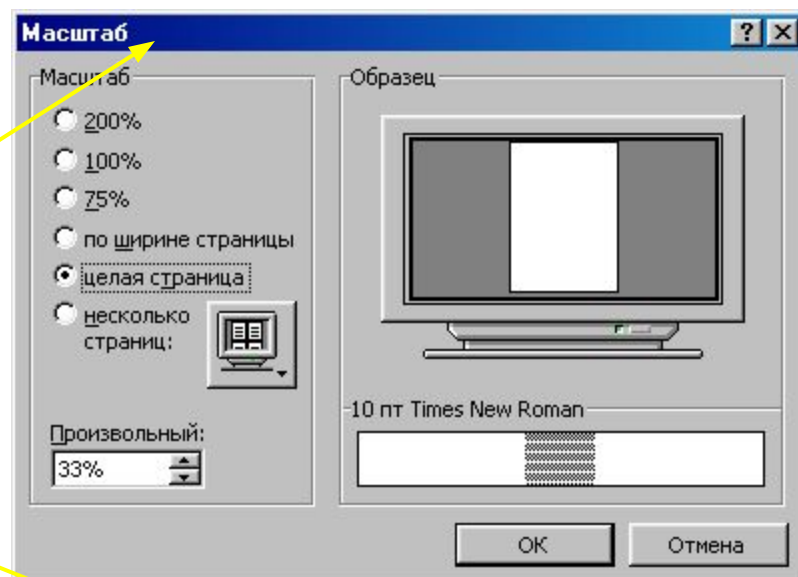 Масштаб
Масштаб
200%
100%
75%
по ширине страницы
целая страница
несколько
страниц:
Произвольный:
33%
Образец
10 пт Times New Roman
ОК
Отмена